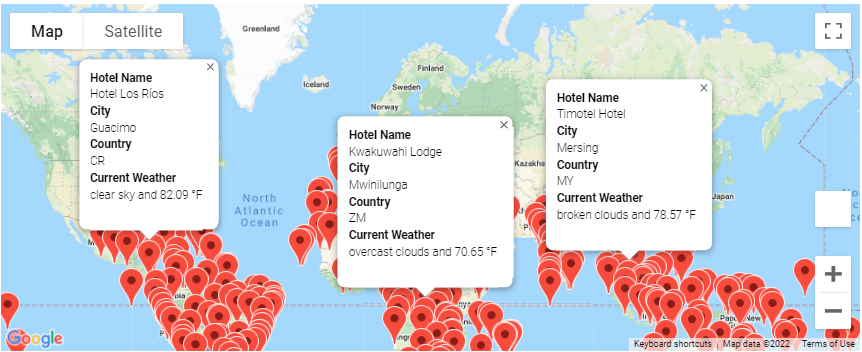 Map
Satellite
Greenland
Iceland
Finland
Sweden
Norway
Hotel Name
Hotel Los Ríos
City
Guacimo
Country
CR
Current Weather
clear sky and 82.09 °F
Hotel Name
Kwakuwahi Lodge
City
Mwinilunga
Country
ZM
Current Weather
overcast clouds and 70.65 °F
Hotel Name
Timotel Hotel
City
Mersing
Country
MY
Current Weather
broken clouds and 78.57 °F
North
Atlantic
Ocean
Japan
Google
Keyboard shortcuts
Map data ©2022
Terms of Use